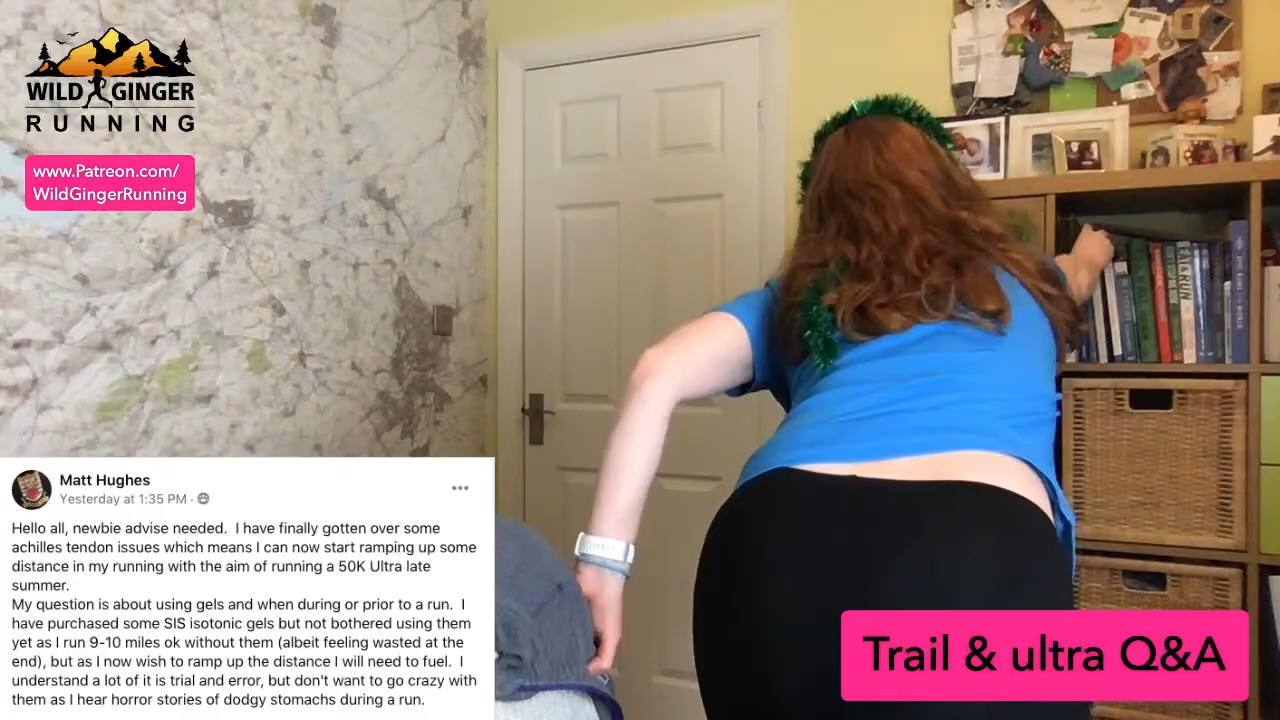 WILD GINGER
RUNNING
www.Patreon.com/
WildGingerRunning
Matt Hughes
Yesterday at 1:35 PM ·
Hello all, newbie advise needed.  I have finally gotten over some
achilles tendon issues which means I can now start ramping up some
distance in my running with the aim of running a 50K Ultra late
summer.
My question is about using gels and when during or prior to a run.  I
have purchased some SIS isotonic gels but not bothered using them
yet as I run 9-10 miles ok without them (albeit feeling wasted at the
end), but as I now wish to ramp up the distance I will need to fuel.  I
understand a lot of it is trial and error, but don't want to go crazy with
them as I hear horror stories of dodgy stomachs during a run.
Trail & ultra Q&A